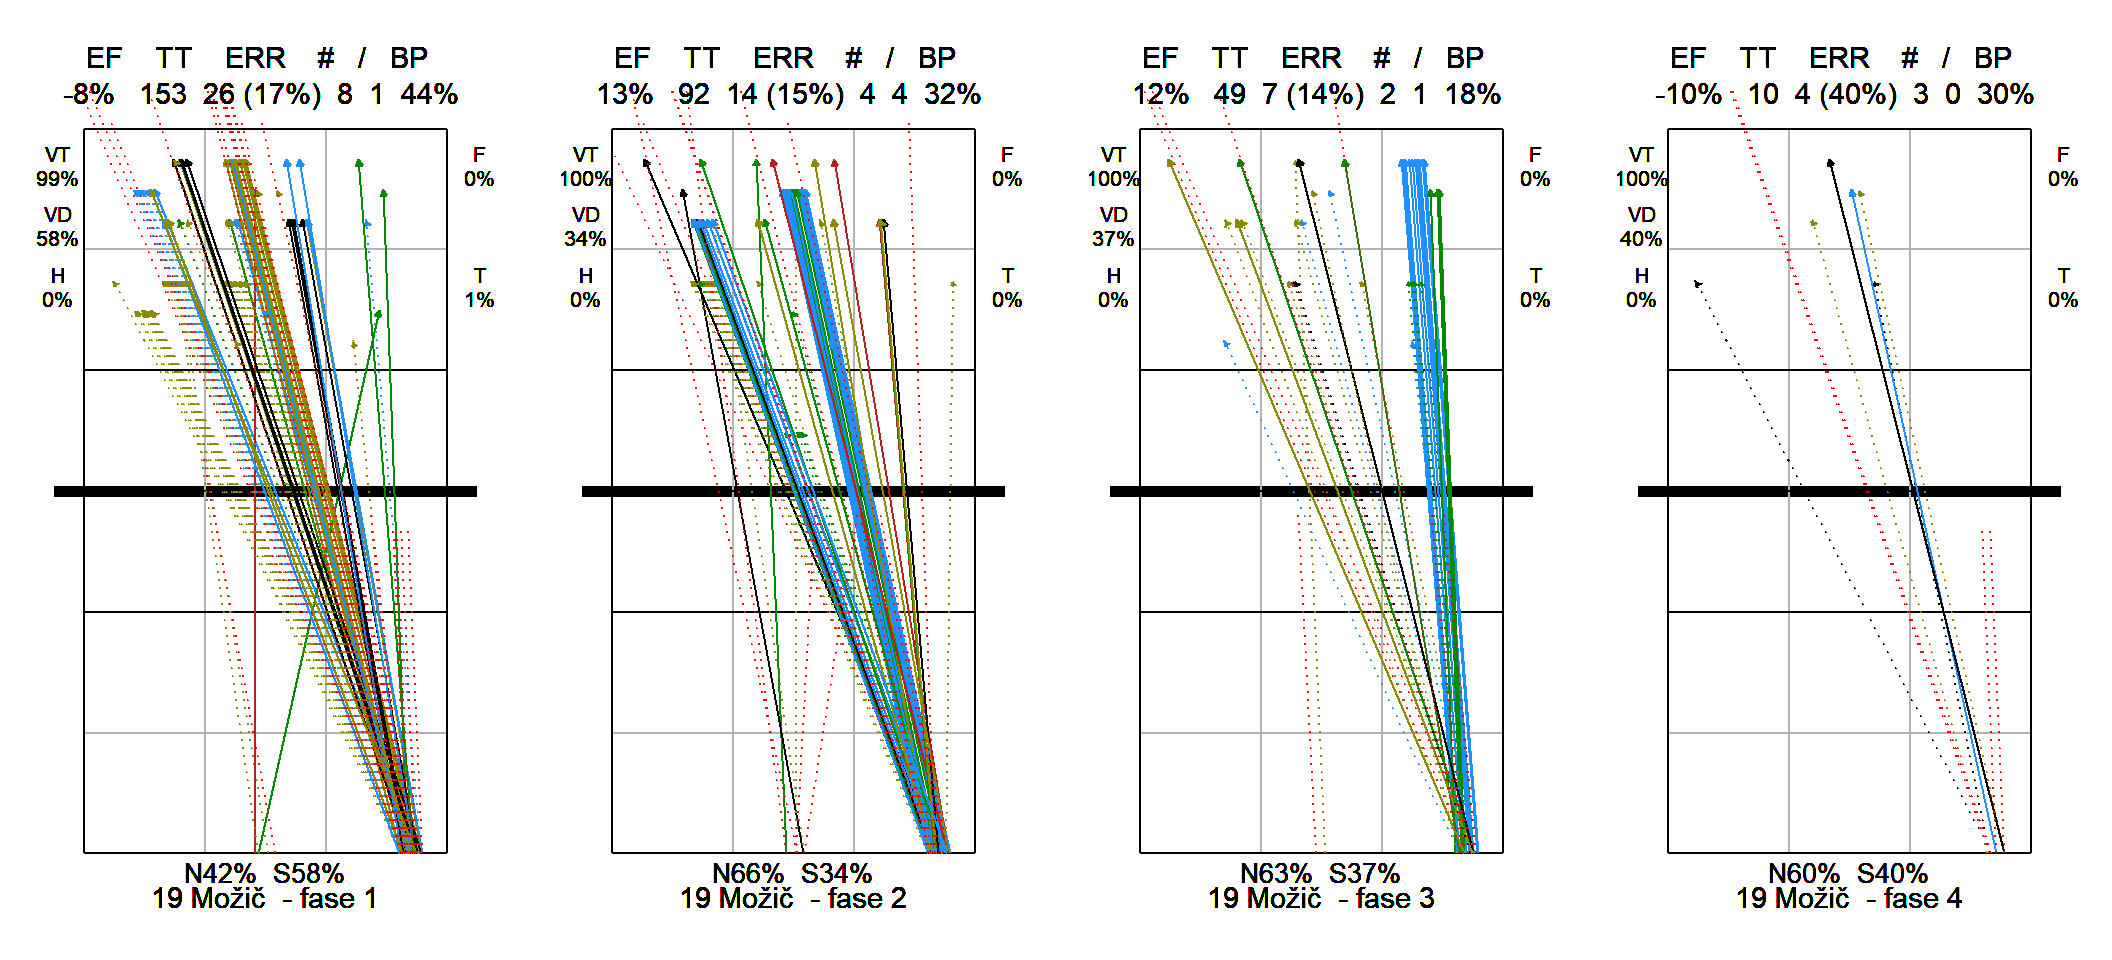 EF TT ERR # / BP
-8% 153 26 (17%) 8 1 44%
VT
99%
F
0%
VD
58%
H
0%
T
1%
N42% S58%
19 Možič - fase 1
EF TT ERR # / BP
13% 92 14 (15%) 4 4 32%
VT
100%
F
0%
VD
34%
H
0%
T
0%
N66% S34%
19 Možič - fase 2
EF TT ERR # / BP
12% 49 7 (14%) 2 1 18%
VT
100%
F
0%
VD
37%
H
0%
T
0%
N63% S37%
19 Možič - fase 3
EF TT ERR # / BP
-10% 10 4 (40%) 3 0 30%
VT
100%
F
0%
VD
40%
H
0%
T
0%
N60% S40%
19 Možič - fase 4